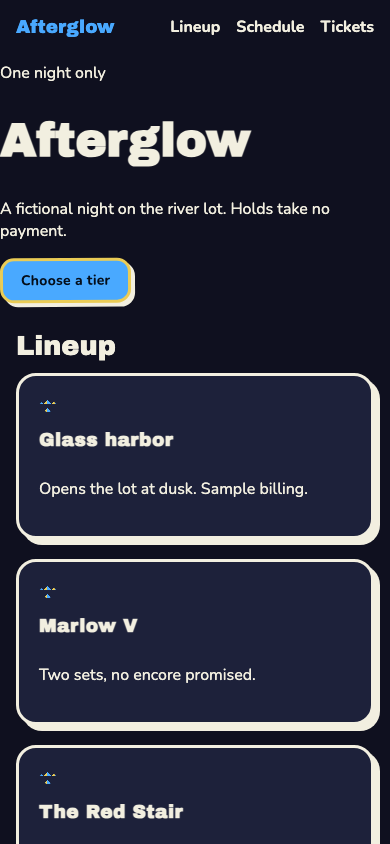 Afterglow
Lineup Schedule Tickets
One night only
Afterglow
A fictional night on the river lot. Holds take no
payment.
Choose a tier
Lineup
Glass harbor
Opens the lot at dusk. Sample billing.
Marlow V
Two sets, no encore promised.
The Red Stair